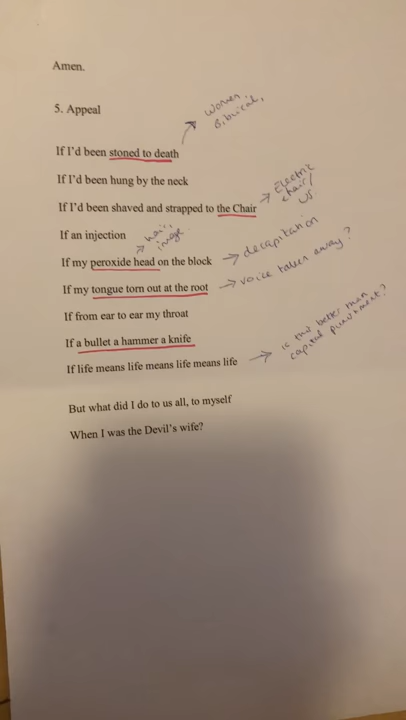 Amen.
5. Appeal
women,
Biblical,
If I'd been stoned to death
If I'd been hung by the neck
If I'd been shaved and strapped to the Chair
Electric
chair/
US
If an injection
hair,
image.
If my peroxide head on the block
decapitation
If my tongue torn out at the root
voice taken away?
If from ear to ear my throat
If a bullet a hammer a knife
If life means life means life means life
is this better than
capital punishment?
But what did I do to us all, to myself
When I was the Devil's wife?